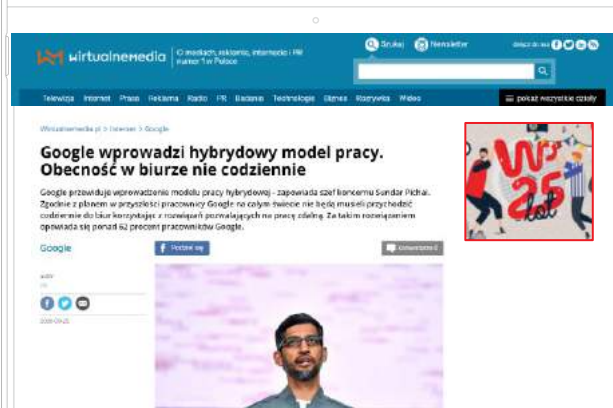 wirtualnemedia
O mediach, reklamie, internecie i PR
numer 1 w Polsce
Szukaj
Newsletter
Telewizja Internet Prasa Reklama Radio PR Badania Technologie Biznes Rozrywka Wideo
pokaż wszystkie działy
Wirtualnemedia.pl > Internet > Google
Google wprowadzi hybrydowy model pracy.
Obecność w biurze nie codziennie
Google przewiduje wprowadzenie modelu pracy hybrydowej - zapowiada szef koncernu Sundar Pichai.
Zgodnie z planem w przyszłości pracownicy Google na całym świecie nie będą musieli przychodzić
codziennie do biur korzystając z rozwiązań pozwalających na pracę zdalną. Za takim rozwiązaniem
opowiada się ponad 62 procent pracowników Google.
Google
Podziel się
autor
2020-09-25
25
lat